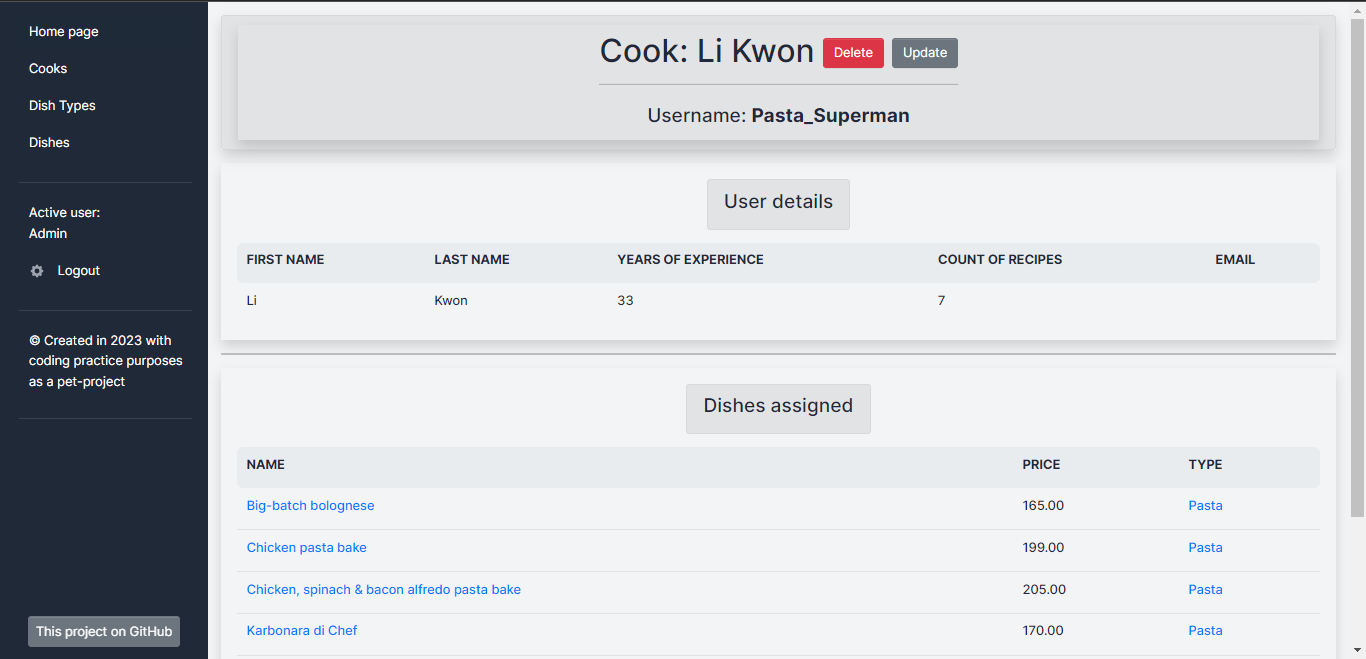 Home page
Cooks
Dish Types
Dishes
Active user:
Admin
Logout
© Created in 2023 with
coding practice purposes
as a pet-project
This project on GitHub
Cook: Li Kwon Delete Update
Username: Pasta_Superman
User details
FIRST NAME LAST NAME YEARS OF EXPERIENCE COUNT OF RECIPES EMAIL
Li Kwon 33 7
Dishes assigned
NAME PRICE TYPE
Big-batch bolognese 165.00 Pasta
Chicken pasta bake 199.00 Pasta
Chicken, spinach & bacon alfredo pasta bake 205.00 Pasta
Karbonara di Chef 170.00 Pasta